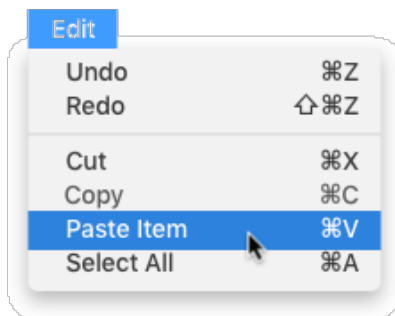 Edit
Undo ⌘Z
Redo ⇧⌘Z
Cut ⌘X
Copy ⌘C
Paste Item ⌘V
Select All ⌘A